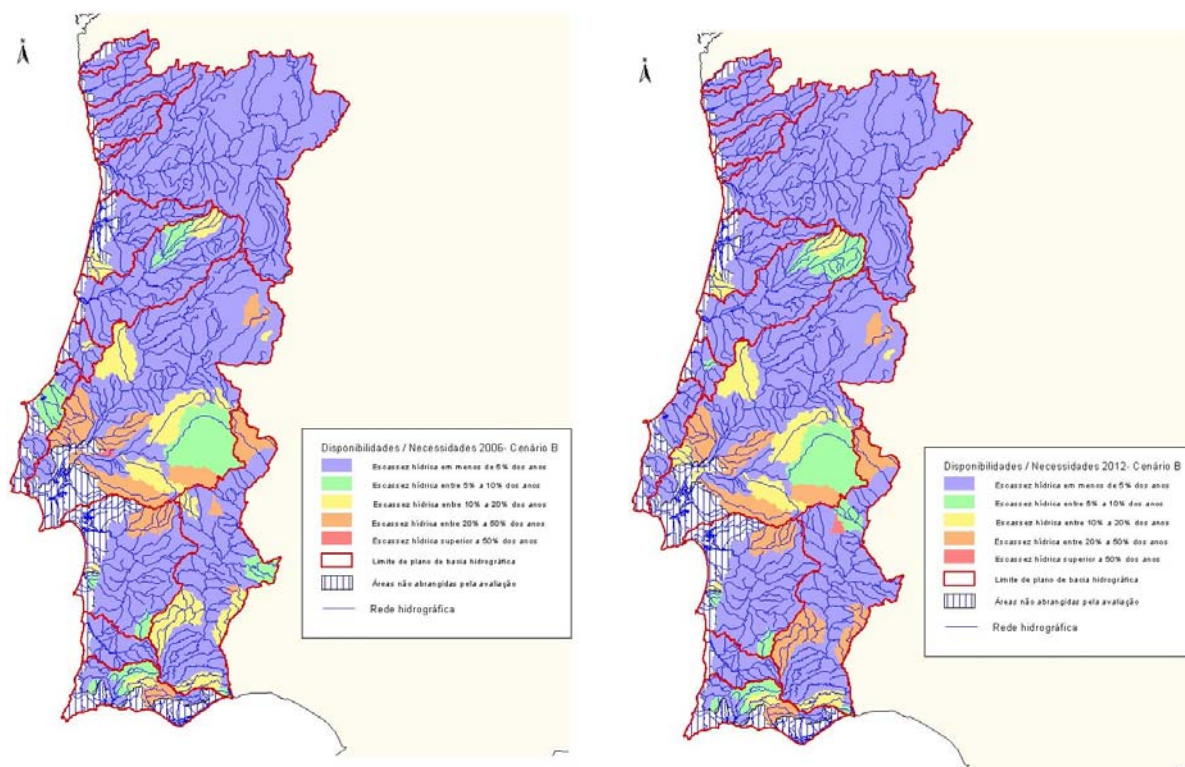 N
Disponibilidades / Necessidades 2006- Cenário B
Escassez hídrica em menos de 5% dos anos
Escassez hídrica entre 5% a 10% dos anos
Escassez hídrica entre 10% a 20% dos anos
Escassez hídrica entre 20% a 50% dos anos
Escassez hídrica superior a 50% dos anos
Limite de plano de bacia hidrográfica
Áreas não abrangidas pela avaliação
Rede hidrográfica
N
Disponibilidades / Necessidades 2012- Cenário B
Escassez hídrica em menos de 5% dos anos
Escassez hídrica entre 5% a 10% dos anos
Escassez hídrica entre 10% a 20% dos anos
Escassez hídrica entre 20% a 50% dos anos
Escassez hídrica superior a 50% dos anos
Limite de plano de bacia hidrográfica
Áreas não abrangidas pela avaliação
Rede hidrográfica